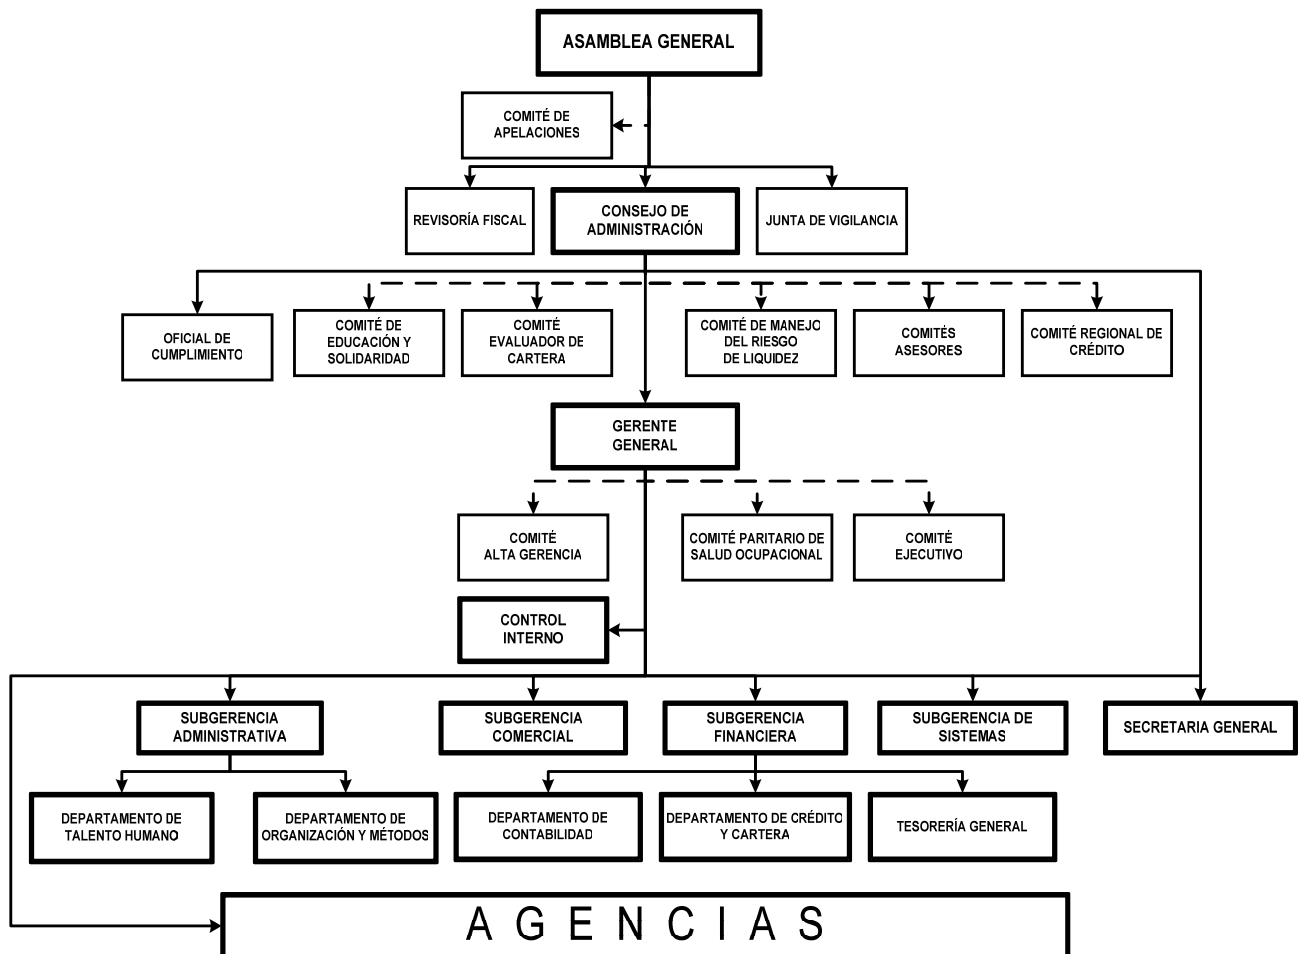 ASAMBLEA GENERAL
COMITÉ DE
APELACIONES
REVISORÍA FISCAL
CONSEJO DE
ADMINISTRACIÓN
JUNTA DE VIGILANCIA
OFICIAL DE
CUMPLIMIENTO
COMITÉ DE
EDUCACIÓN Y
SOLIDARIDAD
COMITÉ
EVALUADOR DE
CARTERA
COMITÉ DE MANEJO
DEL RIESGO
DE LIQUIDEZ
COMITÉS
ASESORES
COMITÉ REGIONAL DE
CRÉDITO
GERENTE
GENERAL
COMITÉ
ALTA GERENCIA
COMITÉ PARITARIO DE
SALUD OCUPACIONAL
COMITÉ
EJECUTIVO
CONTROL
INTERNO
SUBGERENCIA
ADMINISTRATIVA
SUBGERENCIA
COMERCIAL
SUBGERENCIA
FINANCIERA
SUBGERENCIA DE
SISTEMAS
SECRETARIA GENERAL
DEPARTAMENTO DE
TALENTO HUMANO
DEPARTAMENTO DE
ORGANIZACIÓN Y MÉTODOS
DEPARTAMENTO DE
CONTABILIDAD
DEPARTAMENTO DE CRÉDITO
Y CARTERA
TESORERÍA GENERAL
AGENCIAS